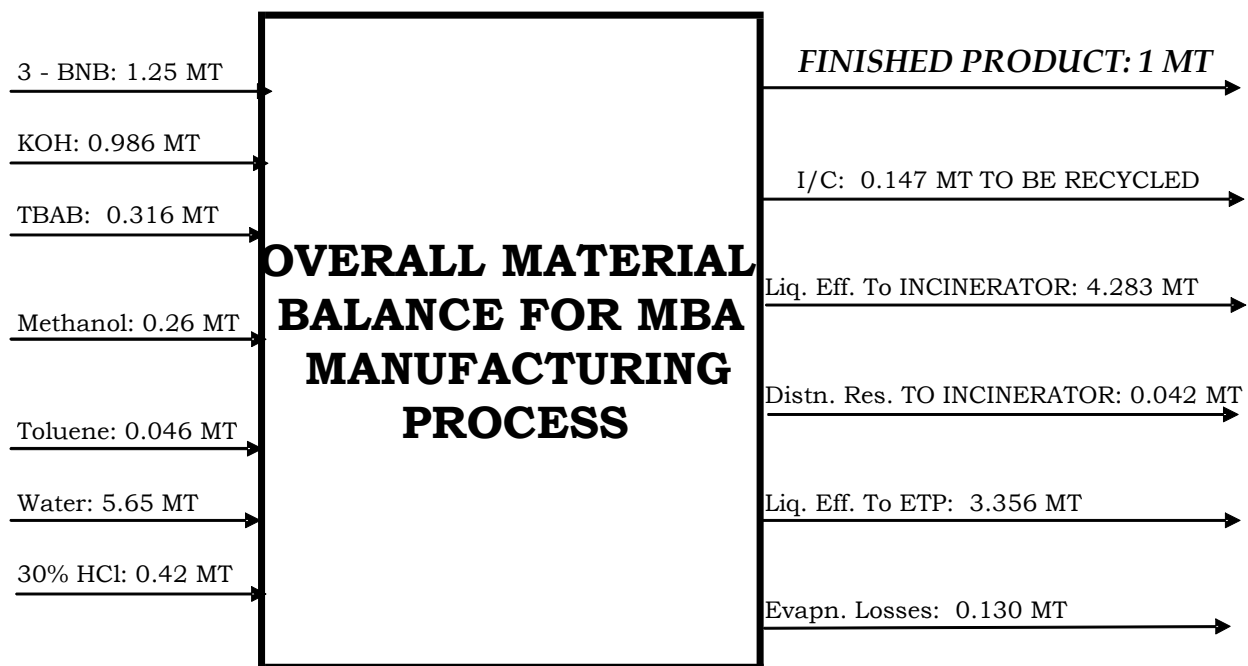 3 - BNB: 1.25 MT
KOH: 0.986 MT
TBAB: 0.316 MT
Methanol: 0.26 MT
Toluene: 0.046 MT
Water: 5.65 MT
30% HCl: 0.42 MT
OVERALL MATERIAL
BALANCE FOR MBA
MANUFACTURING
PROCESS
FINISHED PRODUCT: 1 MT
I/C: 0.147 MT TO BE RECYCLED
Liq. Eff. To INCINERATOR: 4.283 MT
Distn. Res. TO INCINERATOR: 0.042 MT
Liq. Eff. To ETP: 3.356 MT
Evapn. Losses: 0.130 MT